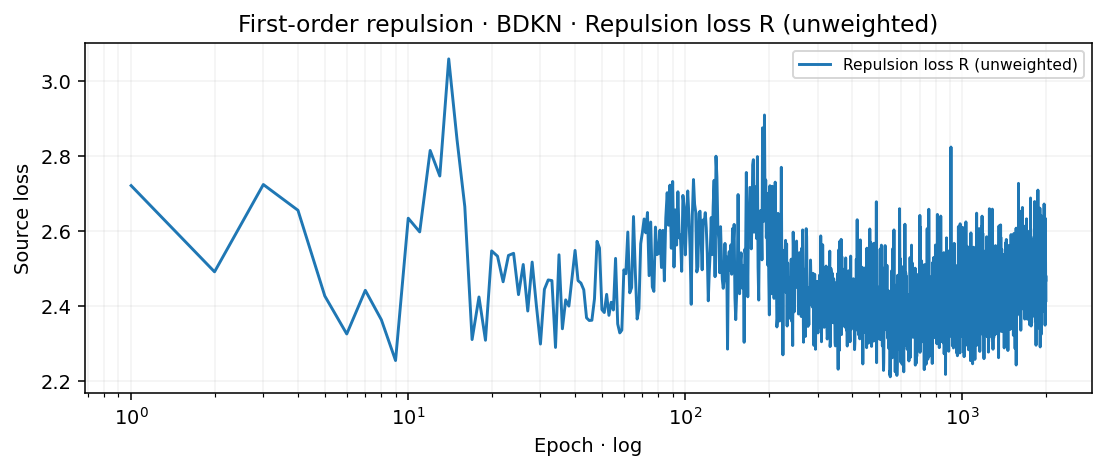 First-order repulsion · BDKN · Repulsion loss R (unweighted)
Repulsion loss R (unweighted)
Source loss
3.0
2.8
2.6
2.4
2.2
10^0 10^1 10^2 10^3
Epoch · log